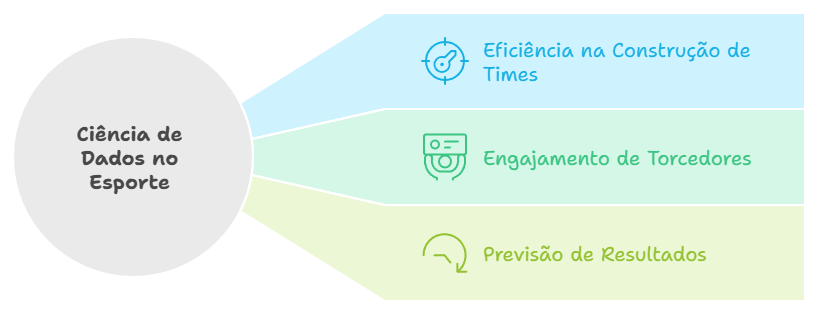 Ciência de
Dados no
Esporte
Eficiência na Construção de
Times
Engajamento de Torcedores
Previsão de Resultados